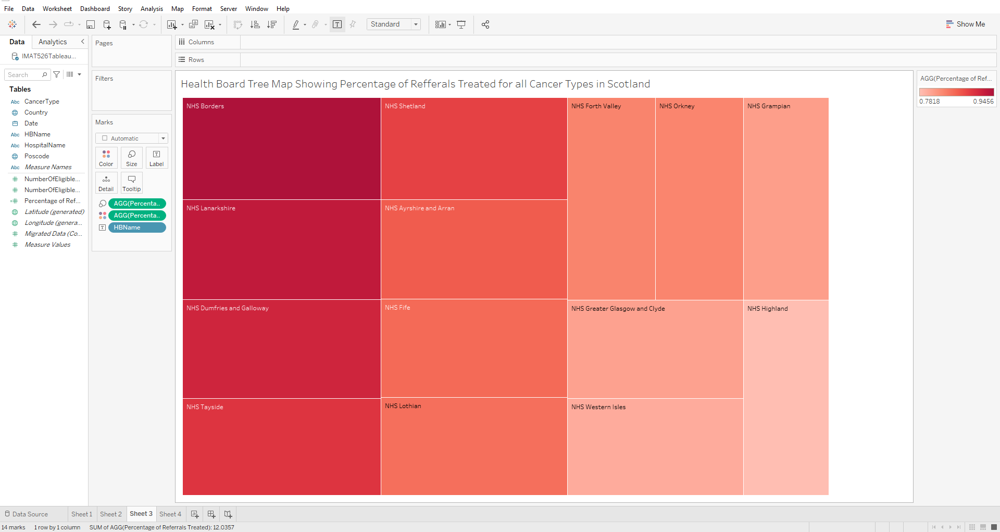 File Data Worksheet Dashboard Story Analysis Map Format Server Window Help
Standard
Show Me
Data Analytics
IMAT526Tableau...
Search
Tables
Abc CancerType
Country
Date
Abc HBName
Abc HospitalName
Poscode
Abc Measure Names
NumberOfEligible...
NumberOfEligible...
=# Percentage of Ref...
Latitude (generated)
Longitude (genera...
Migrated Data (Co...
Measure Values
Pages
Filters
Marks
Automatic
Color Size T Label
Detail Tooltip
AGG(Percenta..
AGG(Percenta..
T HBName
Columns
Rows
Health Board Tree Map Showing Percentage of Refferals Treated for all Cancer Types in Scotland
NHS Borders
NHS Shetland
NHS Forth Valley
NHS Orkney
NHS Grampian
NHS Lanarkshire
NHS Ayrshire and Arran
NHS Dumfries and Galloway
NHS Fife
NHS Greater Glasgow and Clyde
NHS Highland
NHS Tayside
NHS Lothian
NHS Western Isles
AGG(Percentage of Ref...
0.7818 0.9456
Data Source Sheet 1 Sheet 2 Sheet 3 Sheet 4
14 marks 1 row by 1 column SUM of AGG(Percentage of Referrals Treated): 12.0357